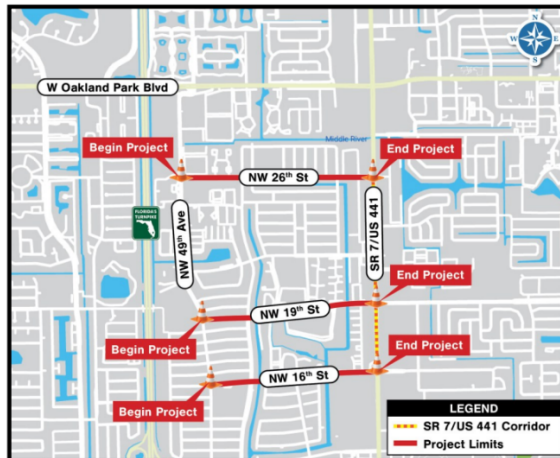 N
W E
S
W Oakland Park Blvd
Middle River
Begin Project
End Project
NW 26th St
FLORIDA'S
TURNPIKE
NW 49th Ave
SR 7/US 441
End Project
NW 19th St
Begin Project
End Project
NW 16th St
Begin Project
LEGEND
SR 7/US 441 Corridor
Project Limits